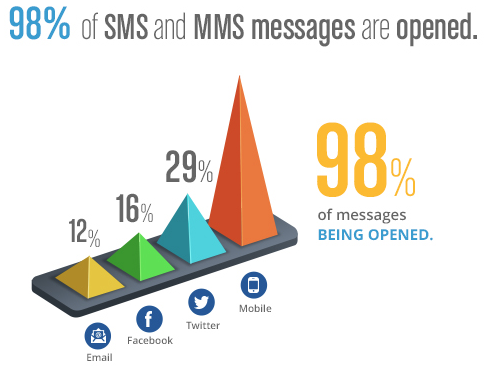 98% of SMS and MMS messages are opened.
12%
16%
29%
98%
of messages
BEING OPENED.
Email
Facebook
Twitter
Mobile